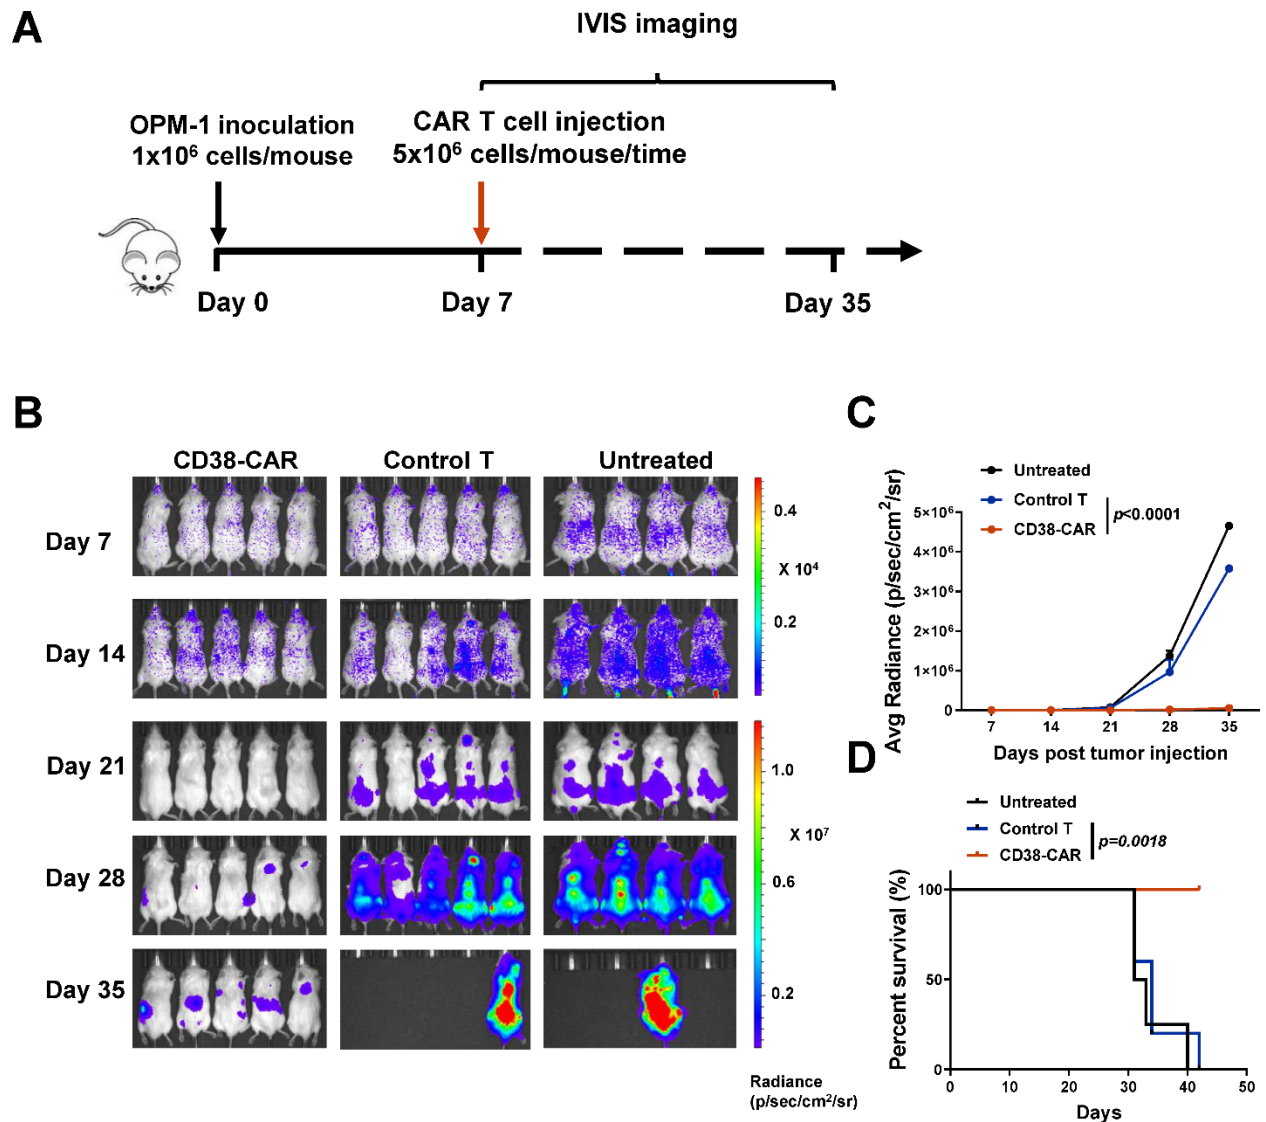 A
IVIS imaging
OPM-1 inoculation
1x10⁶ cells/mouse
CAR T cell injection
5x10⁶ cells/mouse/time
Day 0
Day 7
Day 35
B
CD38-CAR
Control T
Untreated
Day 7
Day 14
Day 21
Day 28
Day 35
0.4
X 10⁴
0.2
1.0
X 10⁷
0.6
0.2
Radiance
(p/sec/cm²/sr)
C
Untreated
Control T
CD38-CAR
p<0.0001
Avg Radiance (p/sec/cm²/sr)
5×10⁶
4×10⁶
3×10⁶
2×10⁶
1×10⁶
0
7 14 21 28 35
Days post tumor injection
D
Untreated
Control T
CD38-CAR
p=0.0018
Percent survival (%)
100
50
0
0 10 20 30 40 50
Days